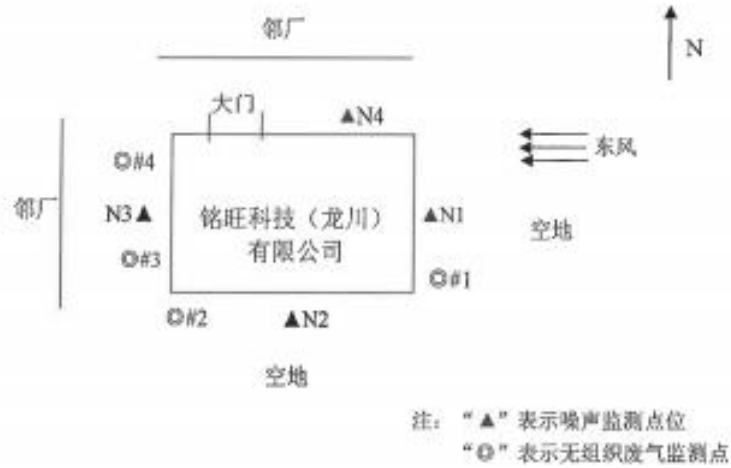 邻厂
N
大门
▲N4
◎#4
东风
邻厂
N3▲
铭旺科技（龙川）
有限公司
▲N1
空地
◎#3
◎#1
◎#2
▲N2
空地
注： “▲”表示噪声监测点位
“◎”表示无组织废气监测点